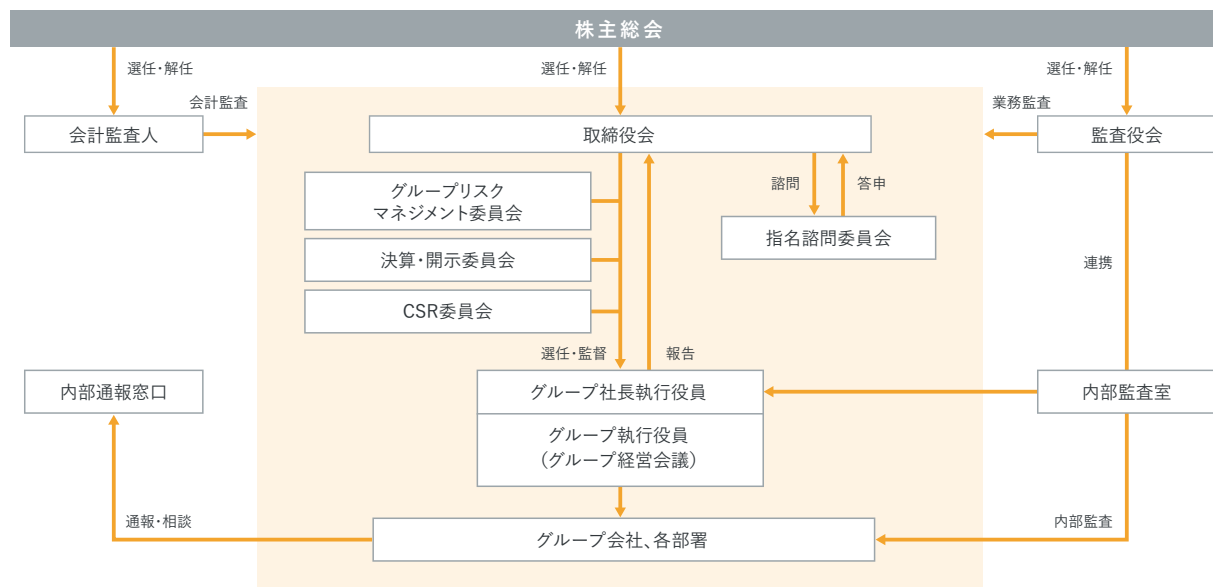 株主総会
選任・解任
選任・解任
選任・解任
会計監査
業務監査
会計監査人
取締役会
監査役会
グループリスク
マネジメント委員会
諮問
答申
指名諮問委員会
決算・開示委員会
連携
CSR委員会
選任・監督
報告
内部通報窓口
グループ社長執行役員
内部監査室
グループ執行役員
（グループ経営会議）
通報・相談
内部監査
グループ会社、各部署